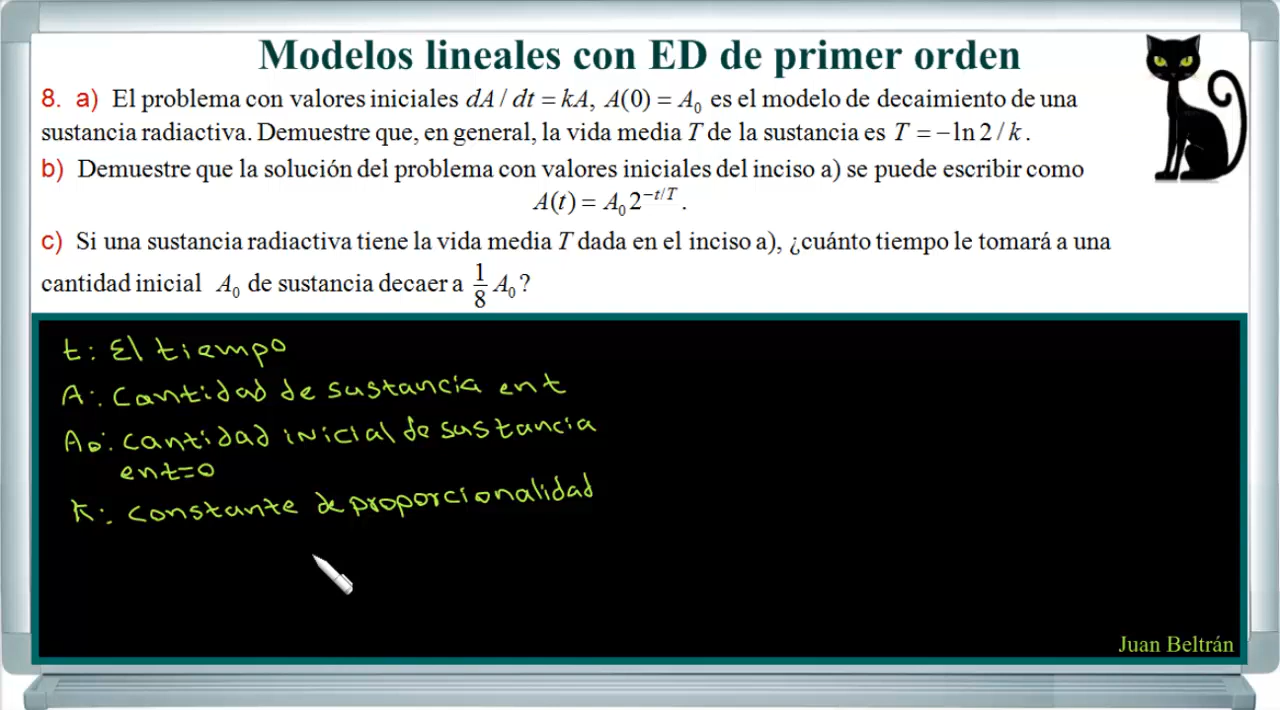 Modelos lineales con ED de primer orden
8. a) El problema con valores iniciales dA / dt = kA, A(0) = A₀ es el modelo de decaimiento de una
sustancia radiactiva. Demuestre que, en general, la vida media T de la sustancia es T = −ln 2 / k .
b) Demuestre que la solución del problema con valores iniciales del inciso a) se puede escribir como
A(t) = A₀ 2^(−t/T) .
c) Si una sustancia radiactiva tiene la vida media T dada en el inciso a), ¿cuánto tiempo le tomará a una
cantidad inicial A₀ de sustancia decaer a 1/8 A₀ ?
t: El tiempo
A: Cantidad de sustancia en t
A₀: cantidad inicial de sustancia
en t=0
K: constante de proporcionalidad
Juan Beltrán